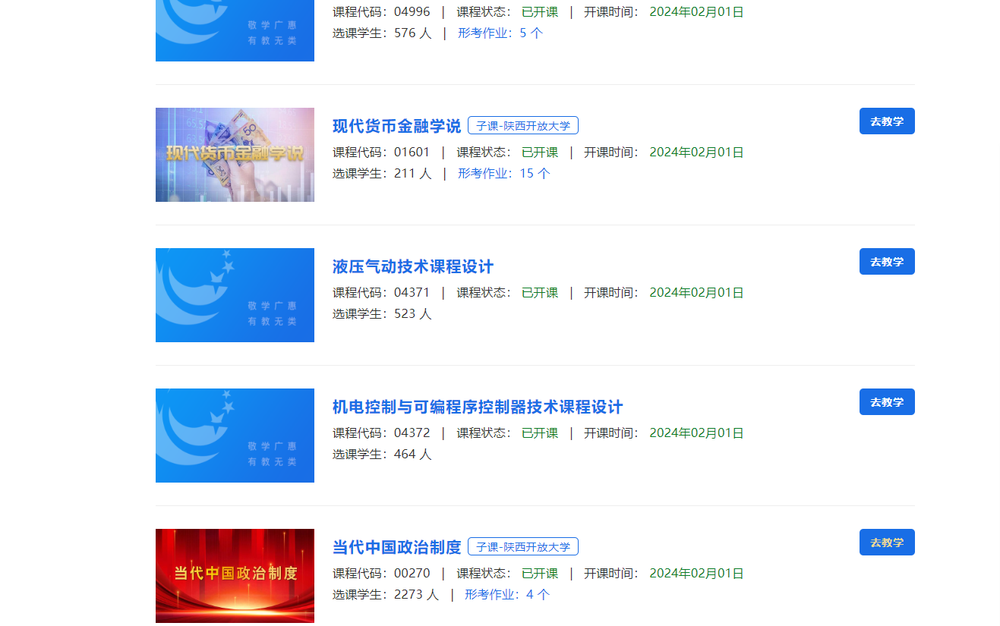 敬学广惠
有教无类
课程代码：04996 | 课程状态： 已开课 | 开课时间： 2024年02月01日
选课学生：576 人 | 形考作业：5 个
现代货币金融学说
现代货币金融学说 子课-陕西开放大学
去教学
课程代码：01601 | 课程状态： 已开课 | 开课时间： 2024年02月01日
选课学生：211 人 | 形考作业：15 个
敬学广惠
有教无类
液压气动技术课程设计
去教学
课程代码：04371 | 课程状态： 已开课 | 开课时间： 2024年02月01日
选课学生：523 人
敬学广惠
有教无类
机电控制与可编程序控制器技术课程设计
去教学
课程代码：04372 | 课程状态： 已开课 | 开课时间： 2024年02月01日
选课学生：464 人
当代中国政治制度
当代中国政治制度 子课-陕西开放大学
去教学
课程代码：00270 | 课程状态： 已开课 | 开课时间： 2024年02月01日
选课学生：2273 人 | 形考作业：4 个